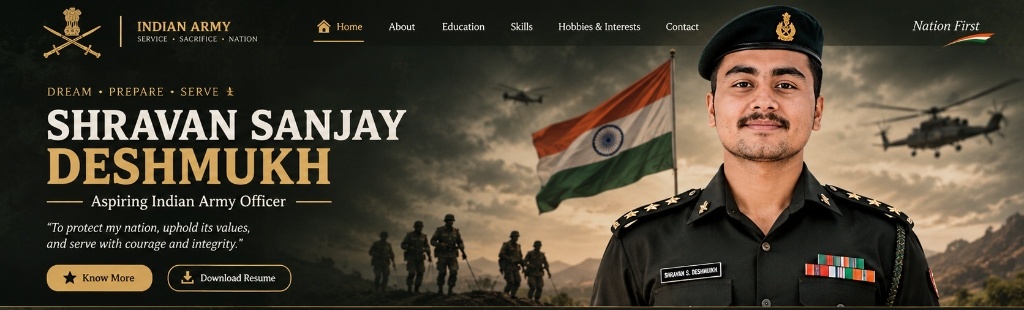 INDIAN ARMY
SERVICE • SACRIFICE • NATION
Home
About
Education
Skills
Hobbies & Interests
Contact
Nation First
DREAM • PREPARE • SERVE
SHRAVAN SANJAY
DESHMUKH
Aspiring Indian Army Officer
“To protect my nation, uphold its values,
and serve with courage and integrity.”
Know More
Download Resume
SHRAVAN S. DESHMUKH